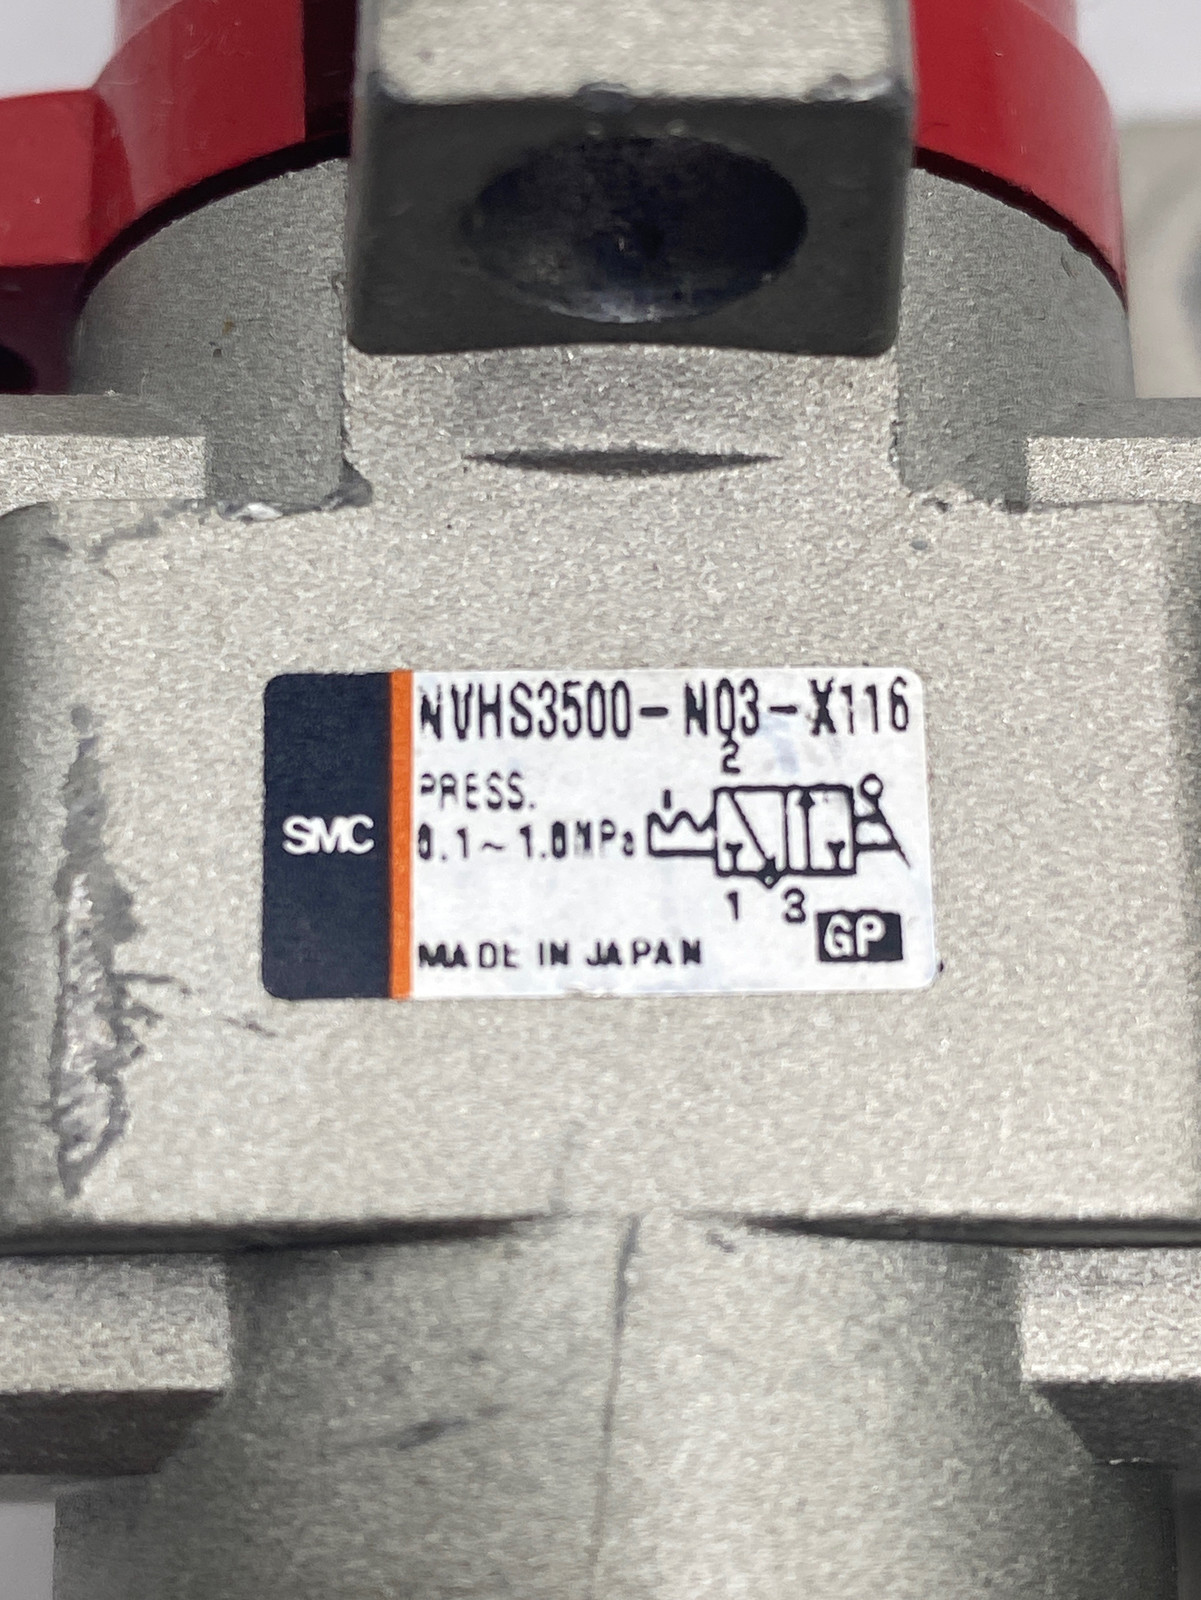 NVHS3500-N03-X116
2
PRESS.
0.1~1.0MPa
SMC
1 3
GP
MADE IN JAPAN